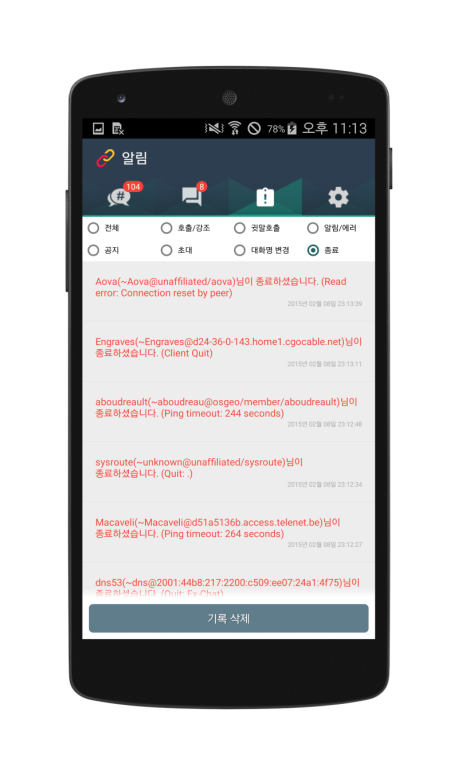 78% 오후 11:13
알림
104 8
#
전체 호출/강조 귓말호출 알림/에러
공지 초대 대화명 변경 종료
Aova(~Aova@unaffiliated/aova)님이 종료하셨습니다. (Read
error: Connection reset by peer)
2015년 02월 08일 23:13:39
Engraves(~Engraves@d24-36-0-143.home1.cgocable.net)님이
종료하셨습니다. (Client Quit)
2015년 02월 08일 23:13:11
aboudreault(~aboudreau@osgeo/member/aboudreault)님이
종료하셨습니다. (Ping timeout: 244 seconds)
2015년 02월 08일 23:12:48
sysroute(~unknown@unaffiliated/sysroute)님이
종료하셨습니다. (Quit: .)
2015년 02월 08일 23:12:34
Macaveli(~Macaveli@d51a5136b.access.telenet.be)님이
종료하셨습니다. (Ping timeout: 264 seconds)
2015년 02월 08일 23:12:27
dns53(~dns@2001:44b8:217:2200:c509:ee07:24a1:4f75)님이
종료하셨습니다. (Quit: Ex-Chat)
기록 삭제